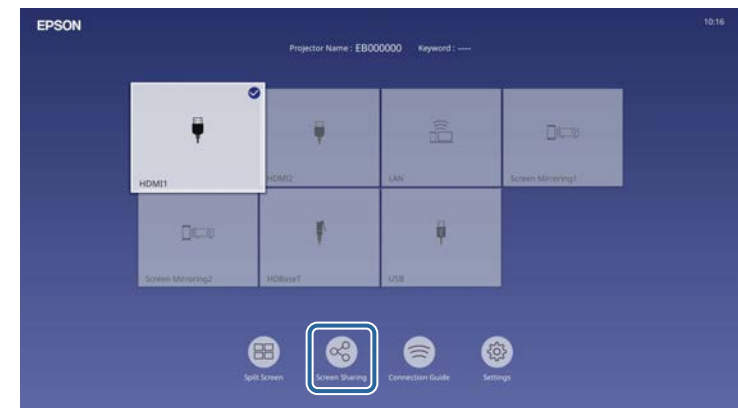 EPSON
10:16
Projector Name : EB000000 Keyword : ----
HDMI1
HDMI2
LAN
Screen Mirroring1
Screen Mirroring2
HDBaseT
USB
Split Screen
Screen Sharing
Connection Guide
Settings